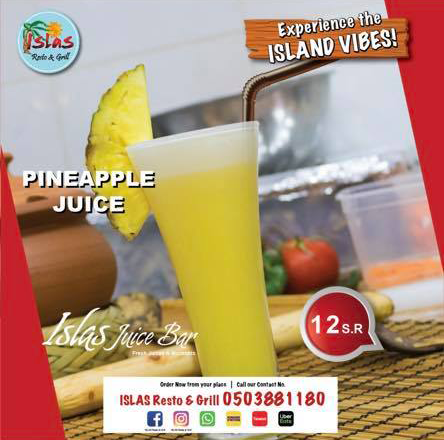 Islas
Resto & Grill
Experience the
ISLAND VIBES!
PINEAPPLE
JUICE
Islas Juice Bar
12 S.R
Order Now from your place | Call our Contact No.
ISLAS Resto & Grill 0503881180
Uber
Eats